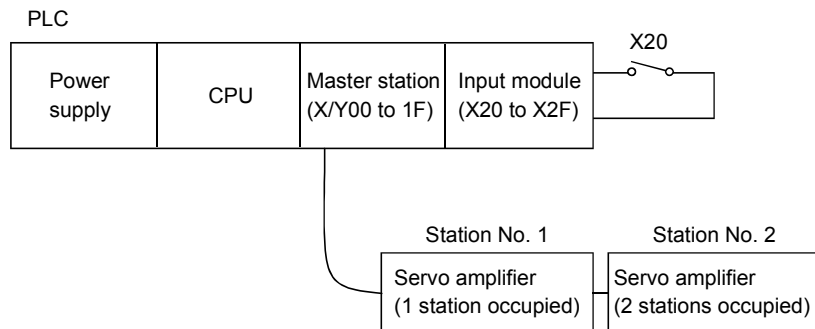 PLC
X20
Power
supply
CPU
Master station
(X/Y00 to 1F)
Input module
(X20 to X2F)
Station No. 1
Station No. 2
Servo amplifier
(1 station occupied)
Servo amplifier
(2 stations occupied)